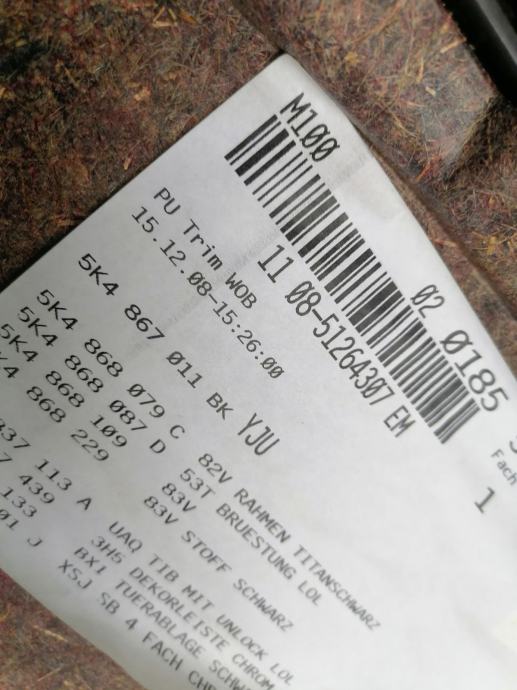 M100
02 0185
11 08-51264307 EM
PU Trim WOB
15.12.08-15:26:00
Fach
1
5K4 867 011 BK YJU
5K4 868 079 C 82V RAHMEN TITANSCHWARZ
5K4 868 087 D 53T BRUESTUNG LOL
5K4 868 109 83V
868 229 83V STOFF SCHWARZ
837 113 A UAQ TIB MIT UNLOCK LOL
439 3H5 DEKORLEISTE CHROM
133 BX1 TUERABLAGE
01 J XSJ SB 4 FACH